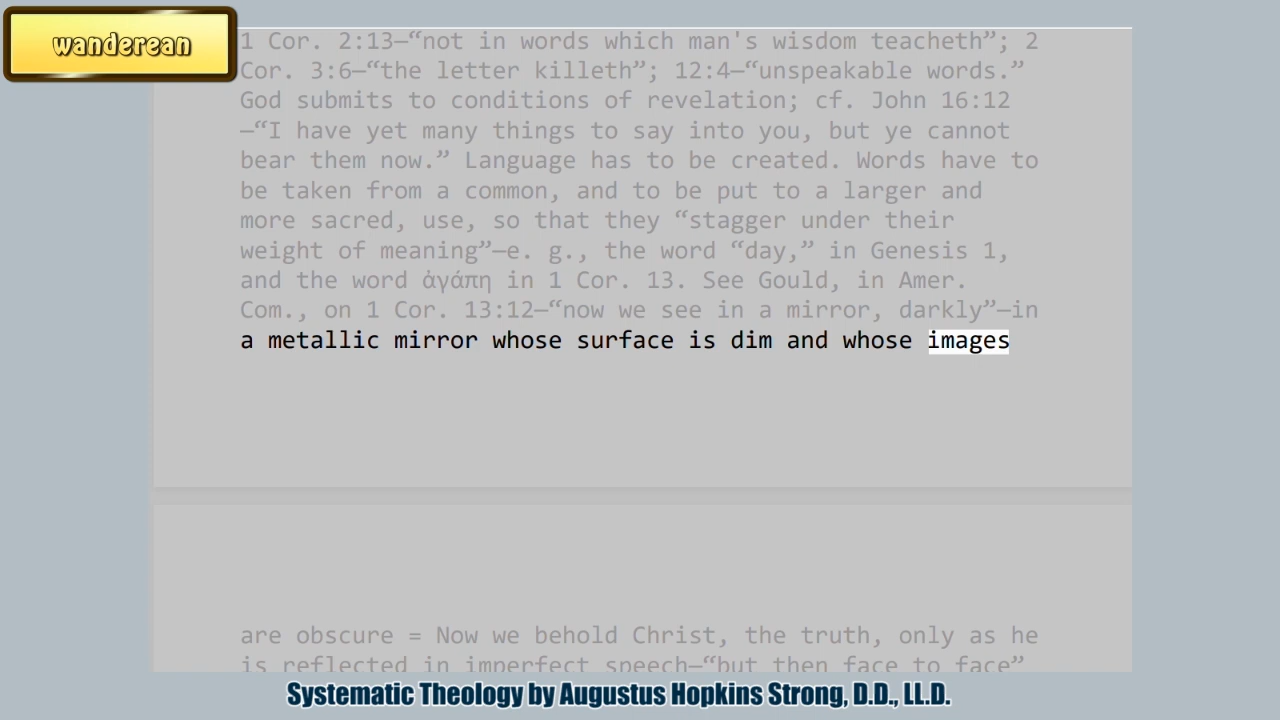 wanderean
1 Cor. 2:13—“not in words which man's wisdom teacheth”; 2
Cor. 3:6—“the letter killeth”; 12:4—“unspeakable words.”
God submits to conditions of revelation; cf. John 16:12
—“I have yet many things to say into you, but ye cannot
bear them now.” Language has to be created. Words have to
be taken from a common, and to be put to a larger and
more sacred, use, so that they “stagger under their
weight of meaning”—e. g., the word “day,” in Genesis 1,
and the word ἀγάπη in 1 Cor. 13. See Gould, in Amer.
Com., on 1 Cor. 13:12—“now we see in a mirror, darkly”—in
a metallic mirror whose surface is dim and whose images
are obscure = Now we behold Christ, the truth, only as he
is reflected in imperfect speech—“but then face to face”
Systematic Theology by Augustus Hopkins Strong, D.D., LL.D.